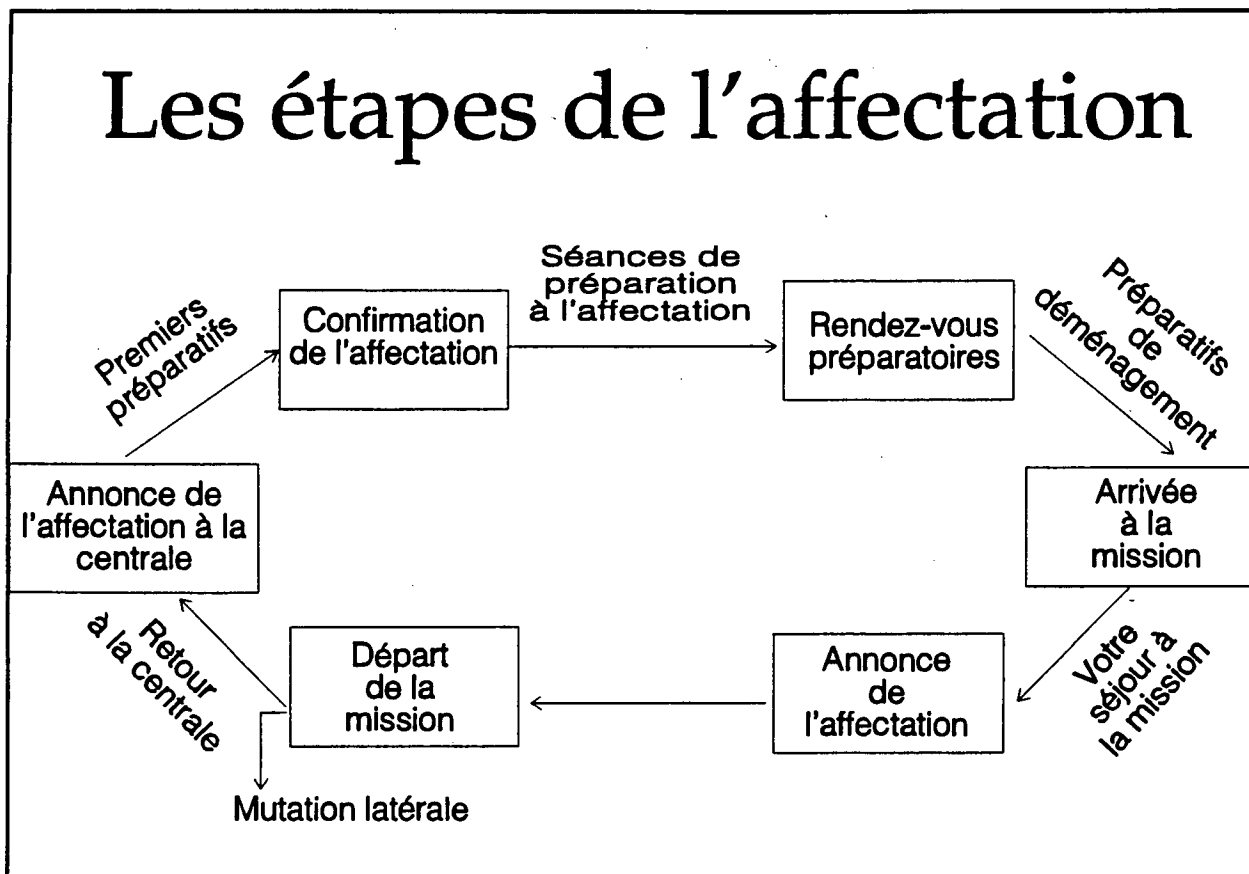 Les étapes de l'affectation
Premiers
préparatifs
Confirmation
de l'affectation
Séances de
préparation
à l'affectation
Rendez-vous
préparatoires
Préparatifs
de
déménagement
Annonce de
l'affectation à la
centrale
Arrivée
à la
mission
Retour
à la centrale
Départ
de la
mission
Annonce
de
l'affectation
Votre
séjour à
la mission
Mutation latérale